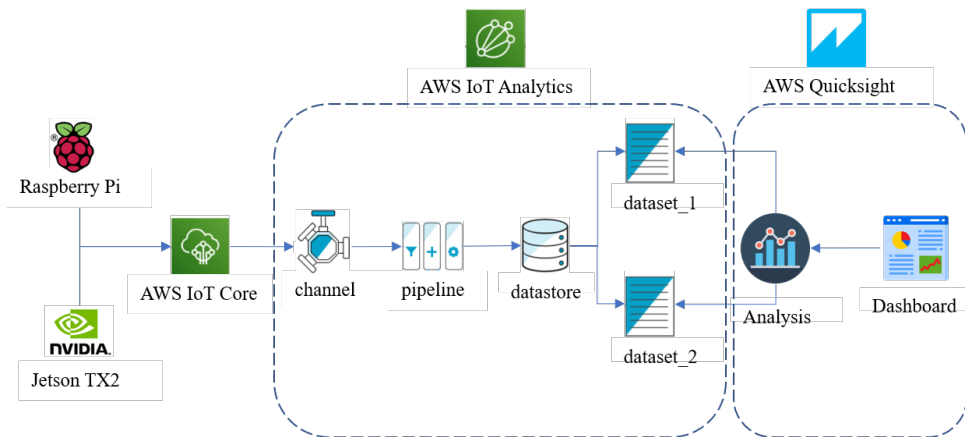 AWS IoT Analytics
AWS Quicksight
®
Raspberry Pi
AWS IoT Core
NVIDIA.
Jetson TX2
channel
pipeline
datastore
dataset_1
dataset_2
Analysis
Dashboard